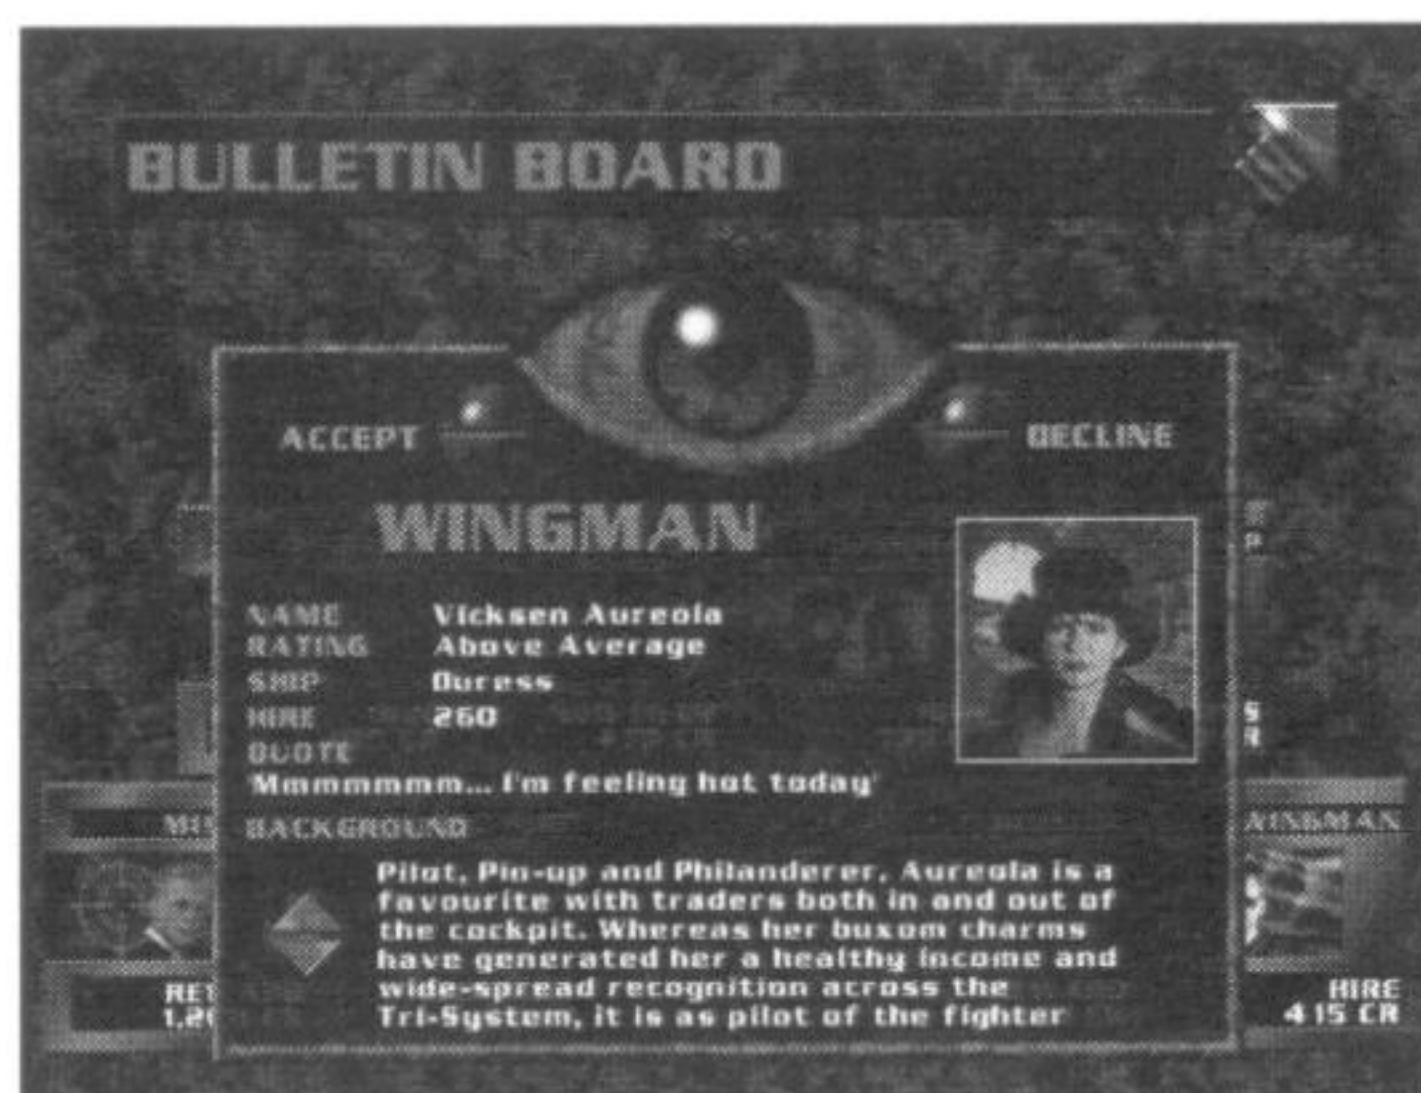 BULLETIN BOARD
ACCEPT
DECLINE
WINGMAN
NAME Vicksen Aureola
RATING Above Average
SHIP Duress
HIRE 260
QUOTE
'Mmmmmmm... I'm feeling hot today'
BACKGROUND
Pilot, Pin-up and Philanderer, Aureola is a
favourite with traders both in and out of
the cockpit. Whereas her buxom charms
have generated her a healthy income and
wide-spread recognition across the
Tri-System, it is as pilot of the fighter
WINGMAN
HIRE
415 CR